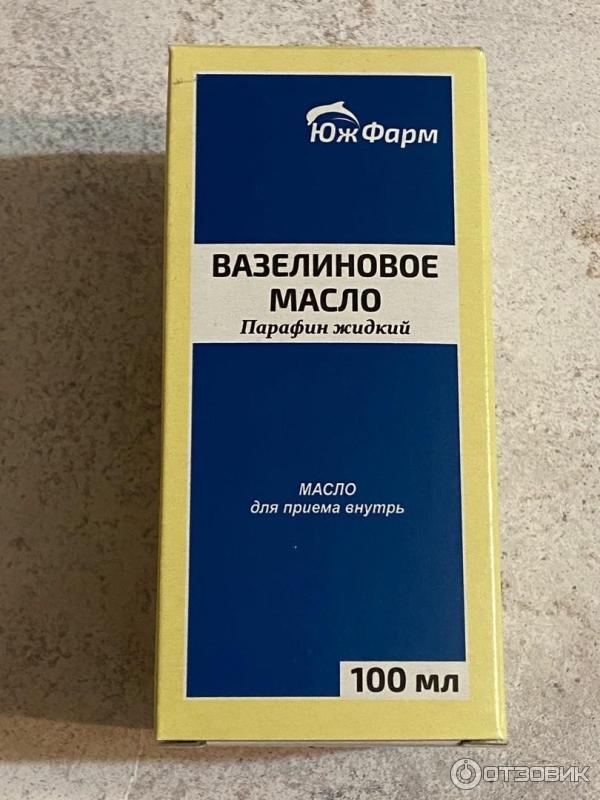 ЮжФарм
ВАЗЕЛИНОВОЕ
МАСЛО
Парафин жидкий
МАСЛО
для приема внутрь
100 мл
ОТЗОВИК